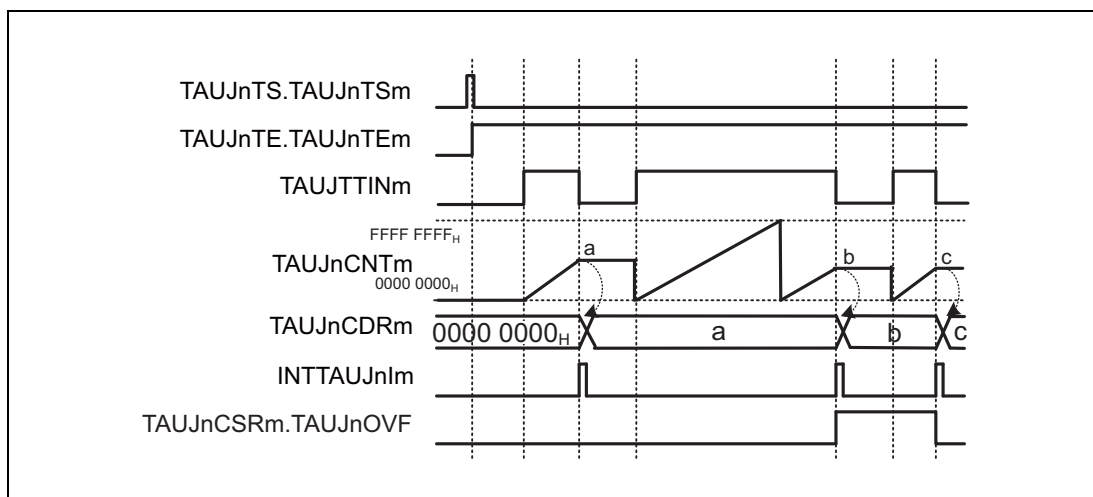 TAUJnTS.TAUJnTSm
TAUJnTE.TAUJnTEm
TAUJTTINm
FFFF FFFFH
TAUJnCNTm
0000 0000H
a
b
c
TAUJnCDRm
0000 0000H
a
b
c
INTTAUJnIm
TAUJnCSRm.TAUJnOVF